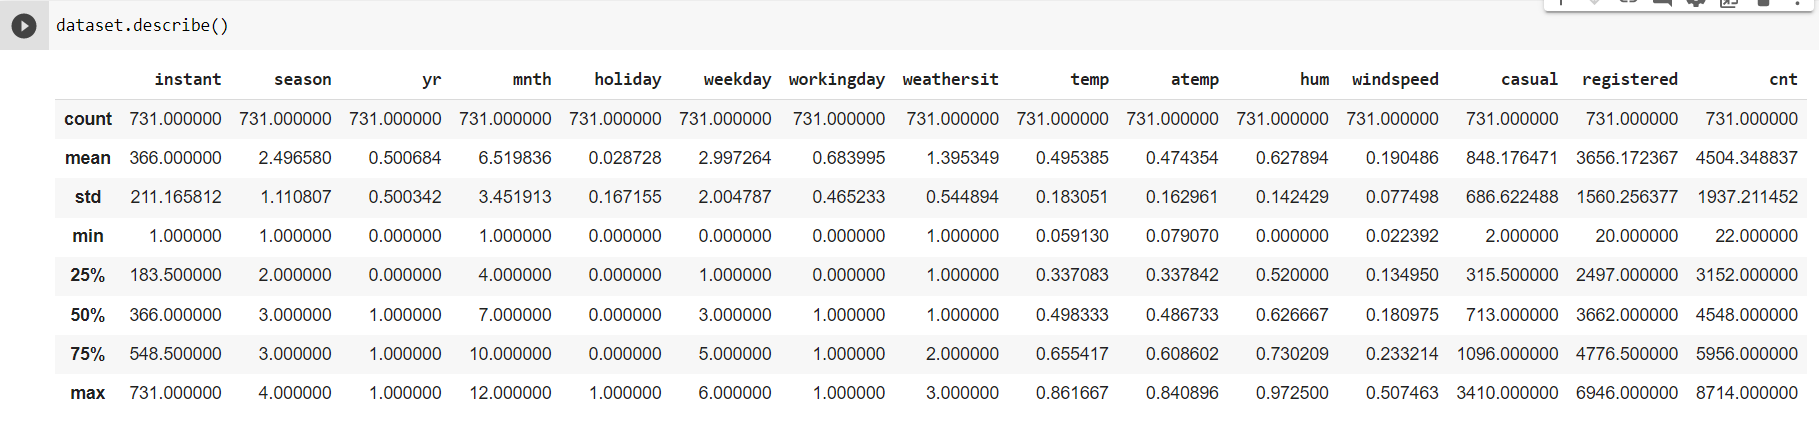 dataset.describe()
instant season yr mnth holiday weekday workingday weathersit temp atemp hum windspeed casual registered cnt
count 731.000000 731.000000 731.000000 731.000000 731.000000 731.000000 731.000000 731.000000 731.000000 731.000000 731.000000 731.000000 731.000000 731.000000 731.000000
mean 366.000000 2.496580 0.500684 6.519836 0.028728 2.997264 0.683995 1.395349 0.495385 0.474354 0.627894 0.190486 848.176471 3656.172367 4504.348837
std 211.165812 1.110807 0.500342 3.451913 0.167155 2.004787 0.465233 0.544894 0.183051 0.162961 0.142429 0.077498 686.622488 1560.256377 1937.211452
min 1.000000 1.000000 0.000000 1.000000 0.000000 0.000000 0.000000 1.000000 0.059130 0.079070 0.000000 0.022392 2.000000 20.000000 22.000000
25% 183.500000 2.000000 0.000000 4.000000 0.000000 1.000000 0.000000 1.000000 0.337083 0.337842 0.520000 0.134950 315.500000 2497.000000 3152.000000
50% 366.000000 3.000000 1.000000 7.000000 0.000000 3.000000 1.000000 1.000000 0.498333 0.486733 0.626667 0.180975 713.000000 3662.000000 4548.000000
75% 548.500000 3.000000 1.000000 10.000000 0.000000 5.000000 1.000000 2.000000 0.655417 0.608602 0.730209 0.233214 1096.000000 4776.500000 5956.000000
max 731.000000 4.000000 1.000000 12.000000 1.000000 6.000000 1.000000 3.000000 0.861667 0.840896 0.972500 0.507463 3410.000000 6946.000000 8714.000000